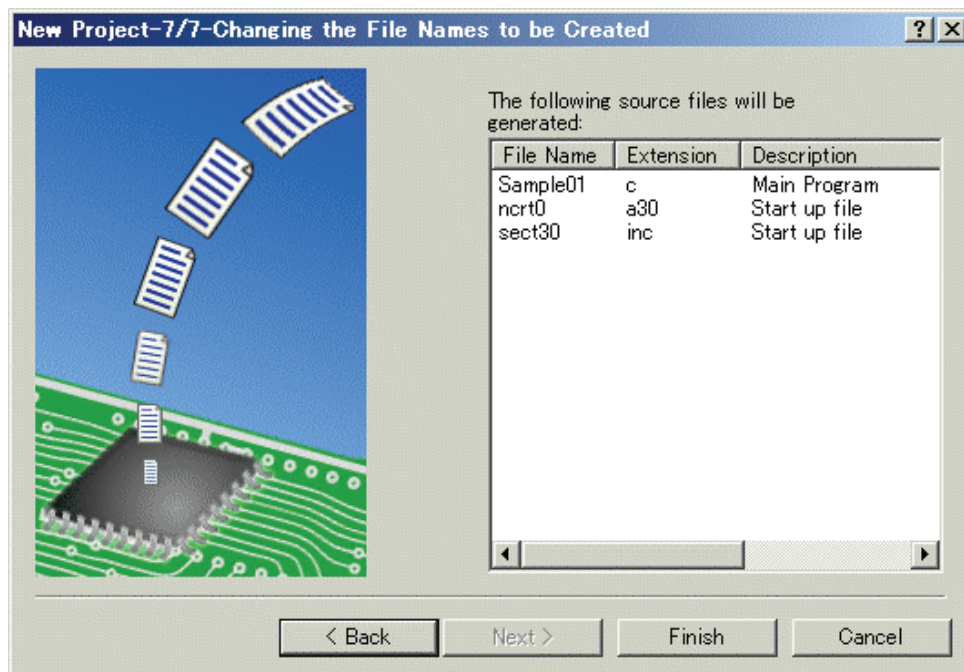 New Project-7/7-Changing the File Names to be Created
The following source files will be
generated:
File Name Extension Description
Sample01 c Main Program
ncrt0 a30 Start up file
sect30 inc Start up file
< Back Next > Finish Cancel